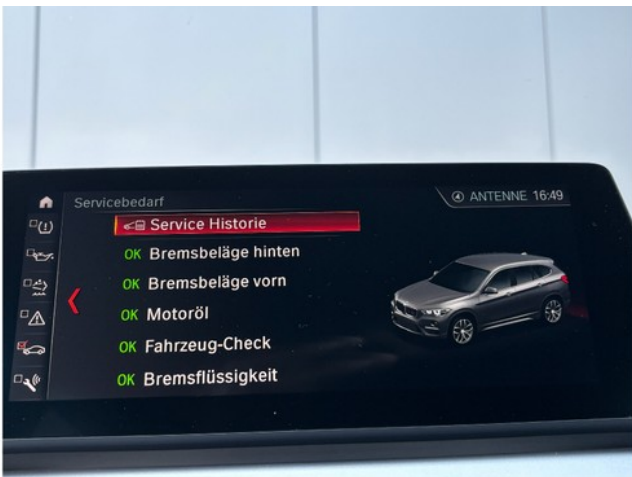 Servicebedarf
④ ANTENNE 16:49
Service Historie
OK Bremsbeläge hinten
OK Bremsbeläge vorn
OK Motoröl
OK Fahrzeug-Check
OK Bremsflüssigkeit